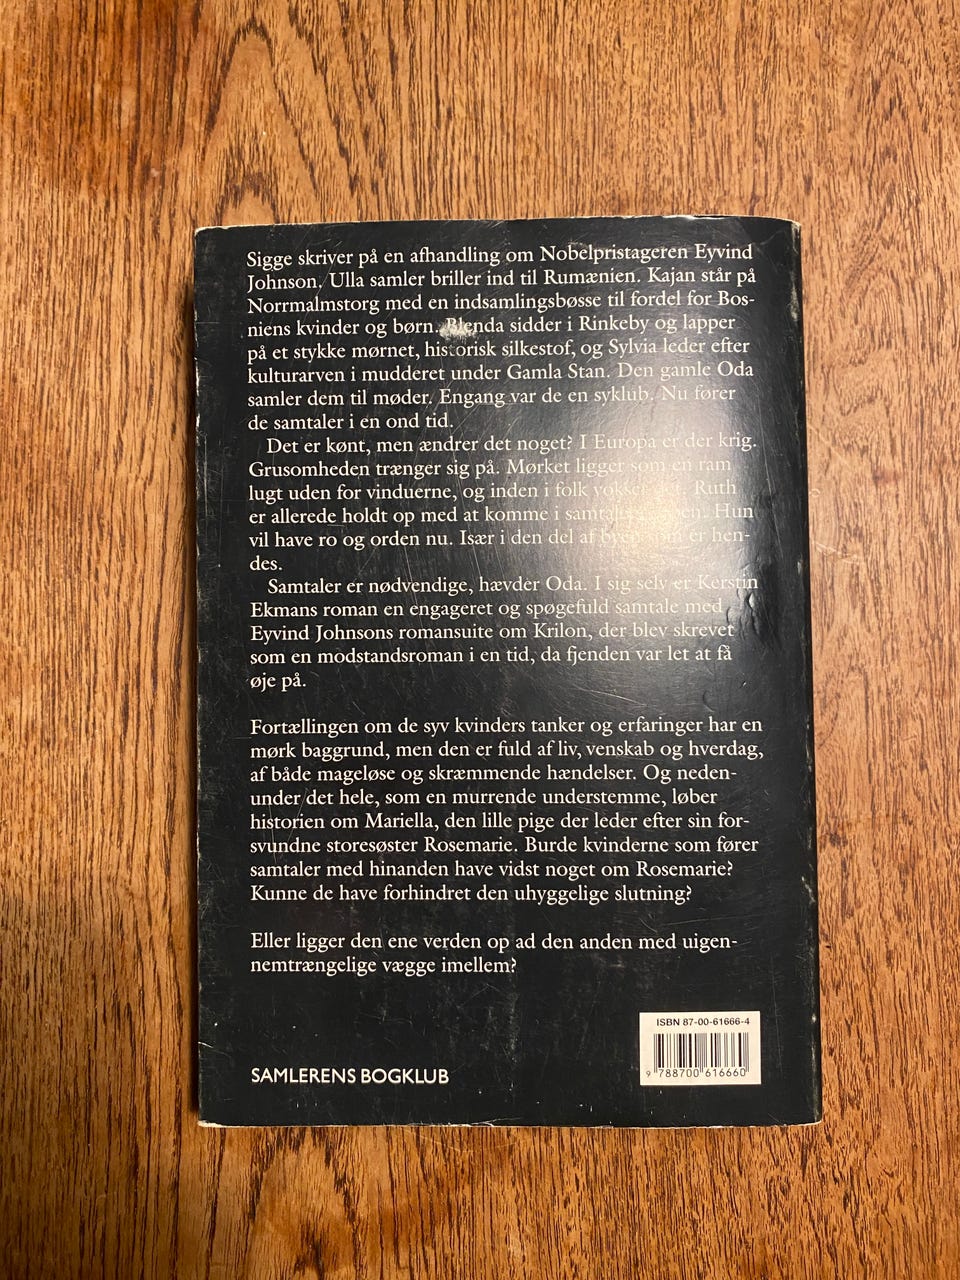 Sigge skriver på en afhandling om Nobelpristageren Eyvind
Johnson. Ulla samler briller ind til Rumænien. Kajan står på
Norrmalmstorg med en indsamlingsbøsse til fordel for Bos-
niens kvinder og børn. Blenda sidder i Rinkeby og lapper
på et stykke mørnet, historisk silkestof, og Sylvia leder efter
kulturarven i mudderet under Gamla Stan. Den gamle Oda
samler dem til møder. Engang var de en syklub. Nu fører
de samtaler i en ond tid.
Det er kønt, men ændrer det noget? I Europa er der krig.
Grusomheden trænger sig på. Mørket ligger som en ram
lugt uden for vinduerne, og inden i folk vokser det. Ruth
er allerede holdt op med at komme i Hun
vil have ro og orden nu. Især i den del af byen som er hen-
des.
Samtaler er nødvendige, hævder Oda. I sig selv er Kerstin
Ekmans roman en engageret og spøgefuld samtale med
Eyvind Johnsons romansuite om Krilon, der blev skrevet
som en modstandsroman i en tid, da fjenden var let at få
øje på.
Fortællingen om de syv kvinders tanker og erfaringer har en
mørk baggrund, men den er fuld af liv, venskab og hverdag,
af både mageløse og skræmmende hændelser. Og neden-
under det hele, som en murrende understemme, løber
historien om Mariella, den lille pige der leder efter sin for-
svundne storesøster Rosemarie. Burde kvinderne som fører
samtaler med hinanden have vidst noget om Rosemarie?
Kunne de have forhindret den uhyggelige slutning?
Eller ligger den ene verden op ad den anden med uigen-
nemtrængelige vægge imellem?
ISBN 87-00-61666-4
9 788700 616660
SAMLERENS BOGKLUB